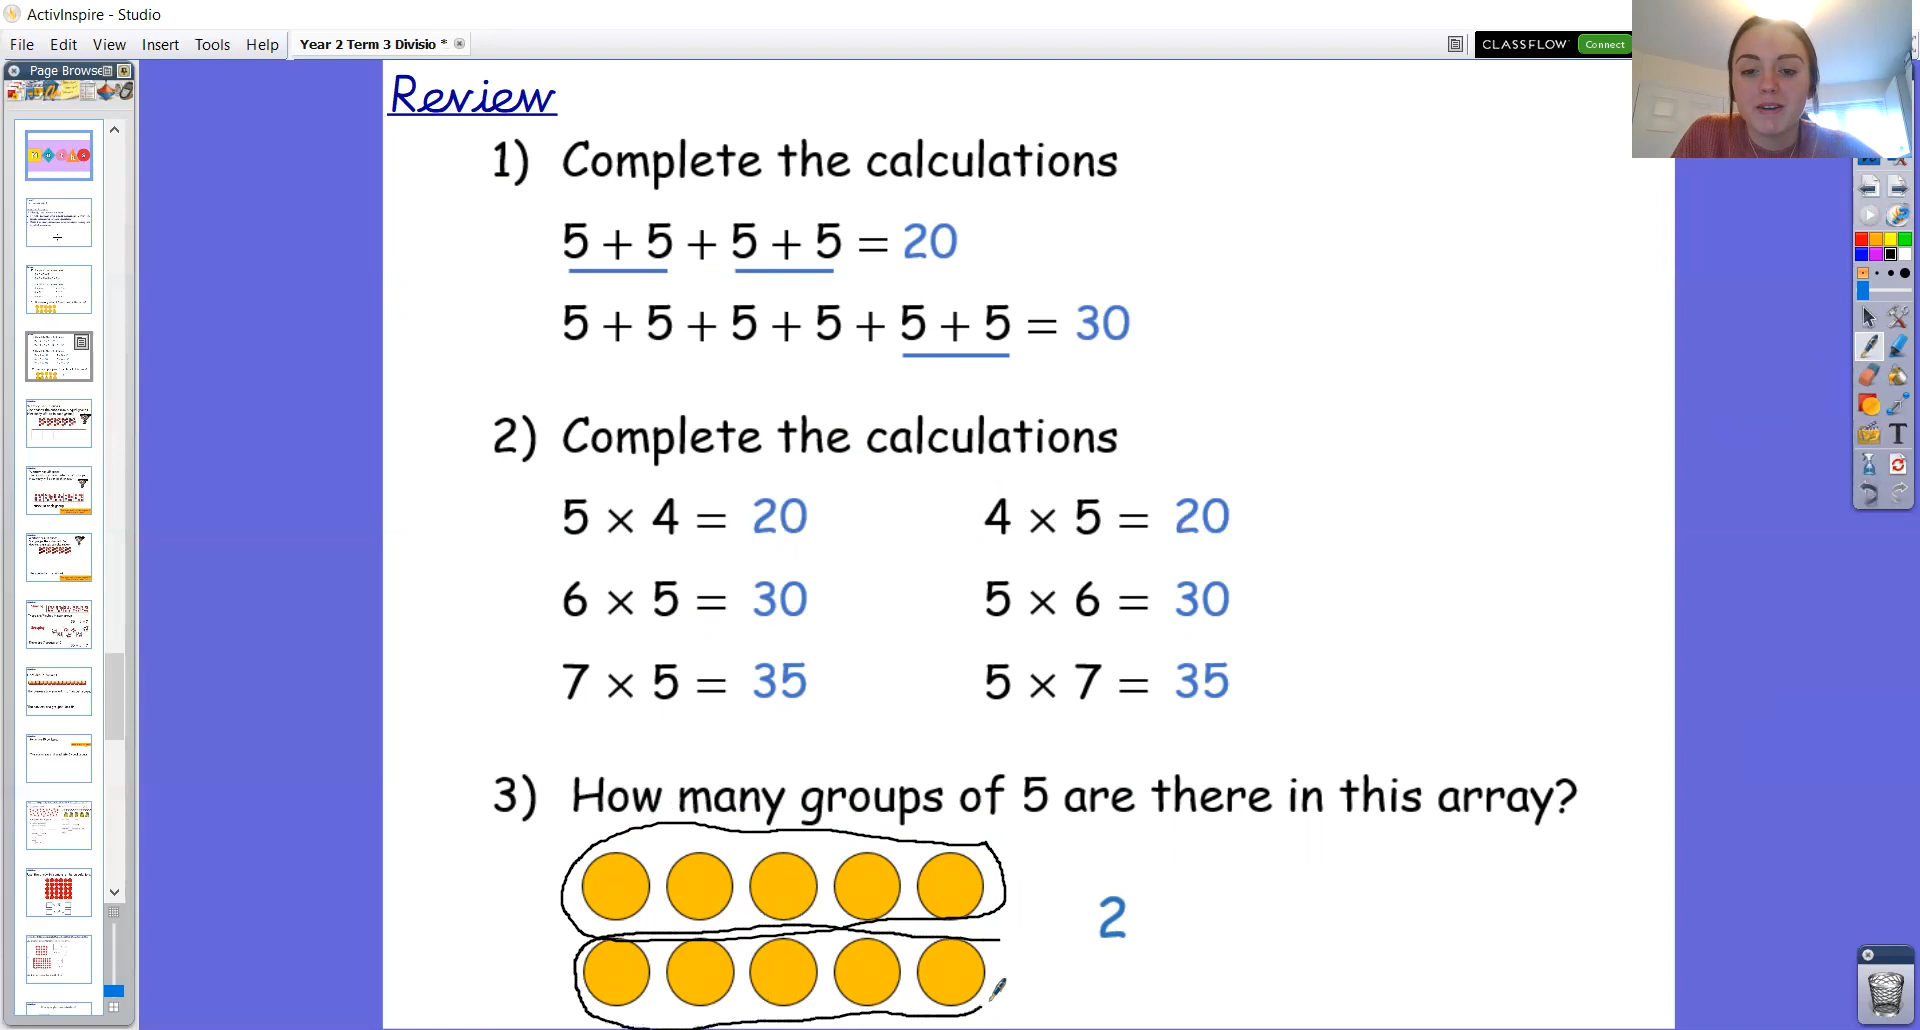 ActivInspire - Studio
File Edit View Insert Tools Help Year 2 Term 3 Divisio *
CLASSFLOW Connect
Page Browse
Review
1) Complete the calculations
5 + 5 + 5 + 5 = 20
5 + 5 + 5 + 5 + 5 + 5 = 30
2) Complete the calculations
5 × 4 = 20 4 × 5 = 20
6 × 5 = 30 5 × 6 = 30
7 × 5 = 35 5 × 7 = 35
3) How many groups of 5 are there in this array?
2